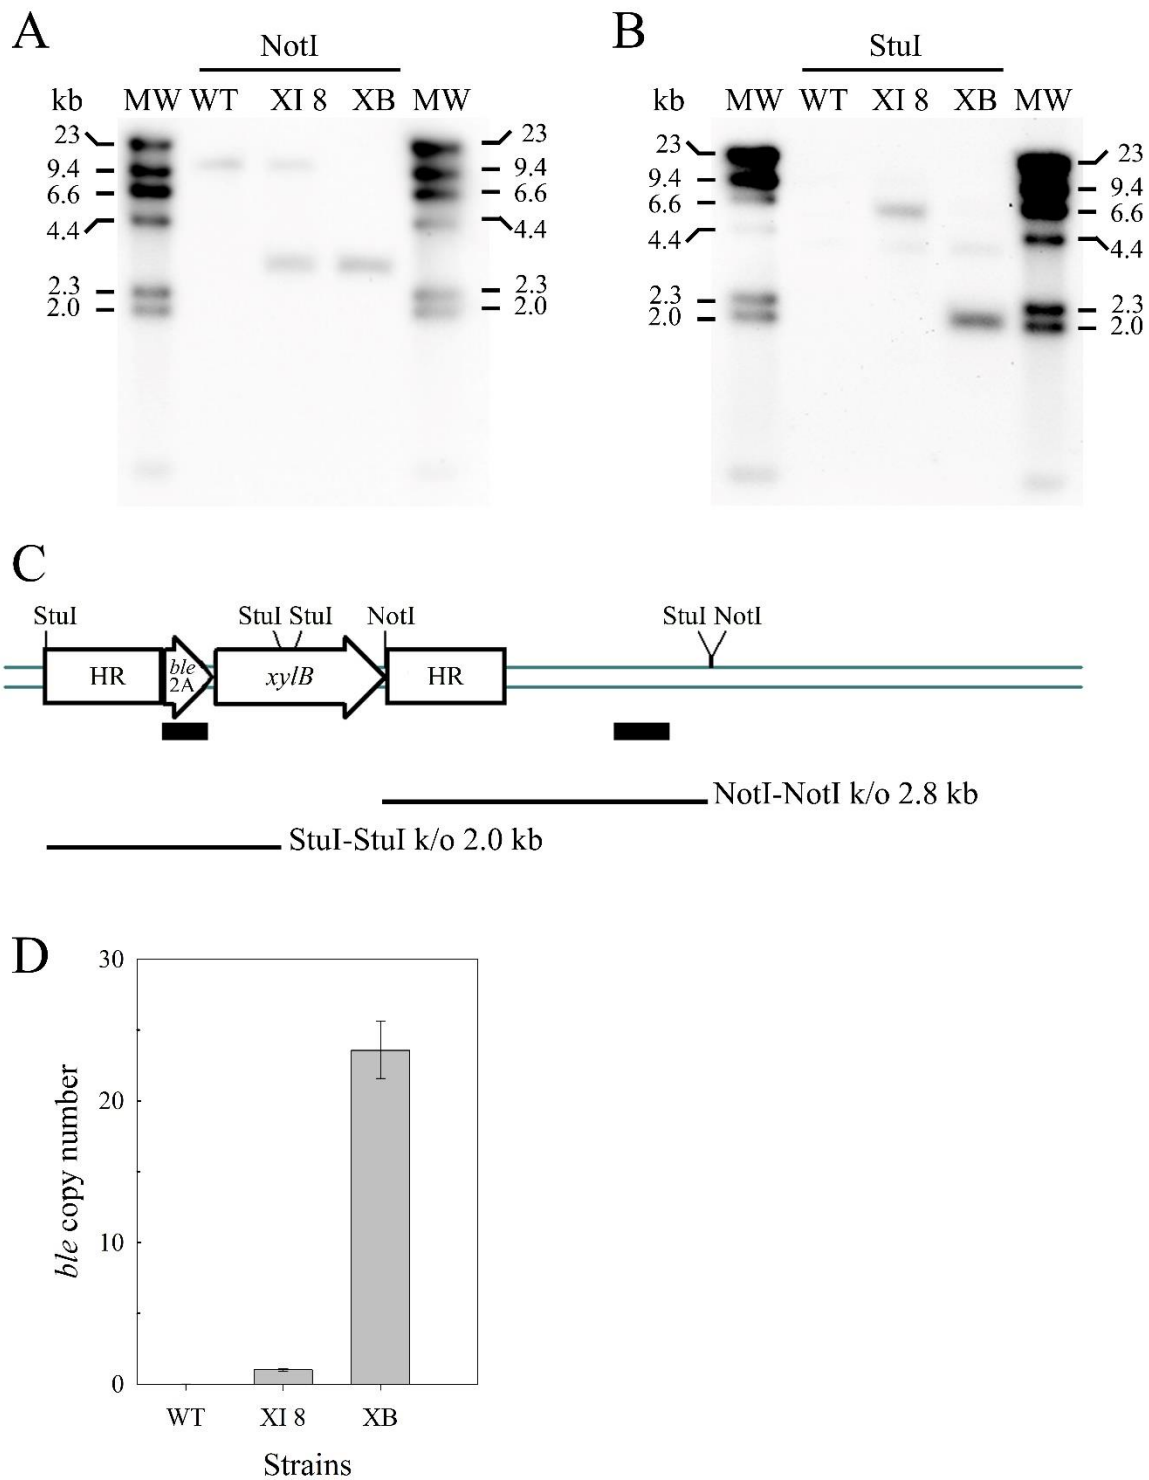 A
NotI
kb MW WT XI 8 XB MW
23 23
9.4 9.4
6.6 6.6
4.4 4.4
2.3 2.3
2.0 2.0
B
StuI
kb MW WT XI 8 XB MW
23 23
9.4 9.4
6.6 6.6
4.4 4.4
2.3 2.3
2.0 2.0
C
StuI StuI StuI NotI StuI NotI
HR ble 2A xylB HR
NotI-NotI k/o 2.8 kb
StuI-StuI k/o 2.0 kb
D
30
20
10
0
ble copy number
WT XI 8 XB
Strains